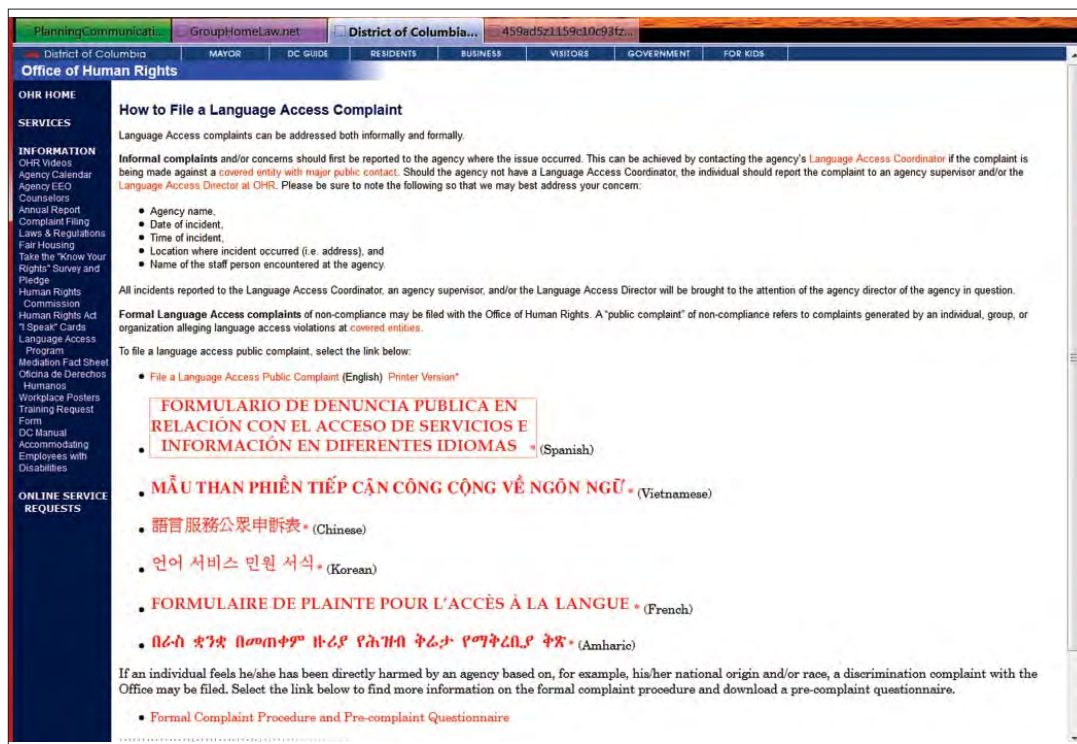 PlanningCommunicati...
GroupHomeLaw.net
District of Columbia...
459ad5z1159c10c93fz...
District of Columbia
MAYOR
DC GUIDE
RESIDENTS
BUSINESS
VISITORS
GOVERNMENT
FOR KIDS
Office of Human Rights
OHR HOME
SERVICES
INFORMATION
OHR Videos
Agency Calendar
Agency EEO
Counselors
Annual Report
Complaint Filing
Laws & Regulations
Fair Housing
Take the "Know Your
Rights" Survey and
Pledge
Human Rights
Commission
Human Rights Act
"I Speak" Cards
Language Access
Program
Mediation Fact Sheet
Oficina de Derechos
Humanos
Workplace Posters
Training Request
Form
DC Manual
Accommodating
Employees with
Disabilities
ONLINE SERVICE
REQUESTS
How to File a Language Access Complaint
Language Access complaints can be addressed both informally and formally.
Informal complaints and/or concerns should first be reported to the agency where the issue occurred. This can be achieved by contacting the agency's Language Access Coordinator if the complaint is
being made against a covered entity with major public contact. Should the agency not have a Language Access Coordinator, the individual should report the complaint to an agency supervisor and/or the
Language Access Director at OHR. Please be sure to note the following so that we may best address your concern:
• Agency name,
• Date of incident,
• Time of incident,
• Location where incident occurred (i.e. address), and
• Name of the staff person encountered at the agency.
All incidents reported to the Language Access Coordinator, an agency supervisor, and/or the Language Access Director will be brought to the attention of the agency director of the agency in question.
Formal Language Access complaints of non-compliance may be filed with the Office of Human Rights. A "public complaint" of non-compliance refers to complaints generated by an individual, group, or
organization alleging language access violations at covered entities.
To file a language access public complaint, select the link below:
• File a Language Access Public Complaint (English) Printer Version*
FORMULARIO DE DENUNCIA PUBLICA EN
RELACIÓN CON EL ACCESO DE SERVICIOS E
• INFORMACIÓN EN DIFERENTES IDIOMAS * (Spanish)
• MẪU THAN PHIỀN TIẾP CẬN CÔNG CỘNG VỀ NGÔN NGỮ * (Vietnamese)
• 語言服務公眾申訴表* (Chinese)
• 언어 서비스 민원 서식* (Korean)
• FORMULAIRE DE PLAINTE POUR L'ACCÈS À LA LANGUE * (French)
• በራስ ቋንቋ በመጠቀም ዙሪያ የሕዝብ ቅሬታ የማቅረቢያ ቅጽ* (Amharic)
If an individual feels he/she has been directly harmed by an agency based on, for example, his/her national origin and/or race, a discrimination complaint with the
Office may be filed. Select the link below to find more information on the formal complaint procedure and download a pre-complaint questionnaire.
• Formal Complaint Procedure and Pre-complaint Questionnaire